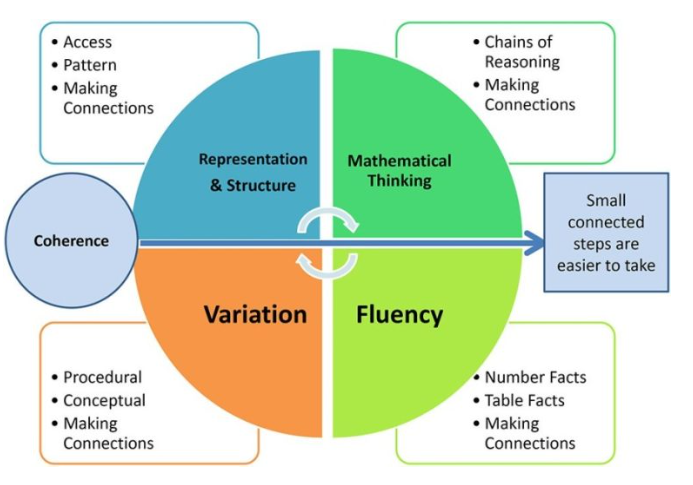 • Access
• Pattern
• Making
Connections
• Chains of
Reasoning
• Making
Connections
Representation
& Structure
Mathematical
Thinking
Coherence
Small
connected
steps are
easier to take
Variation
Fluency
• Procedural
• Conceptual
• Making
Connections
• Number Facts
• Table Facts
• Making
Connections